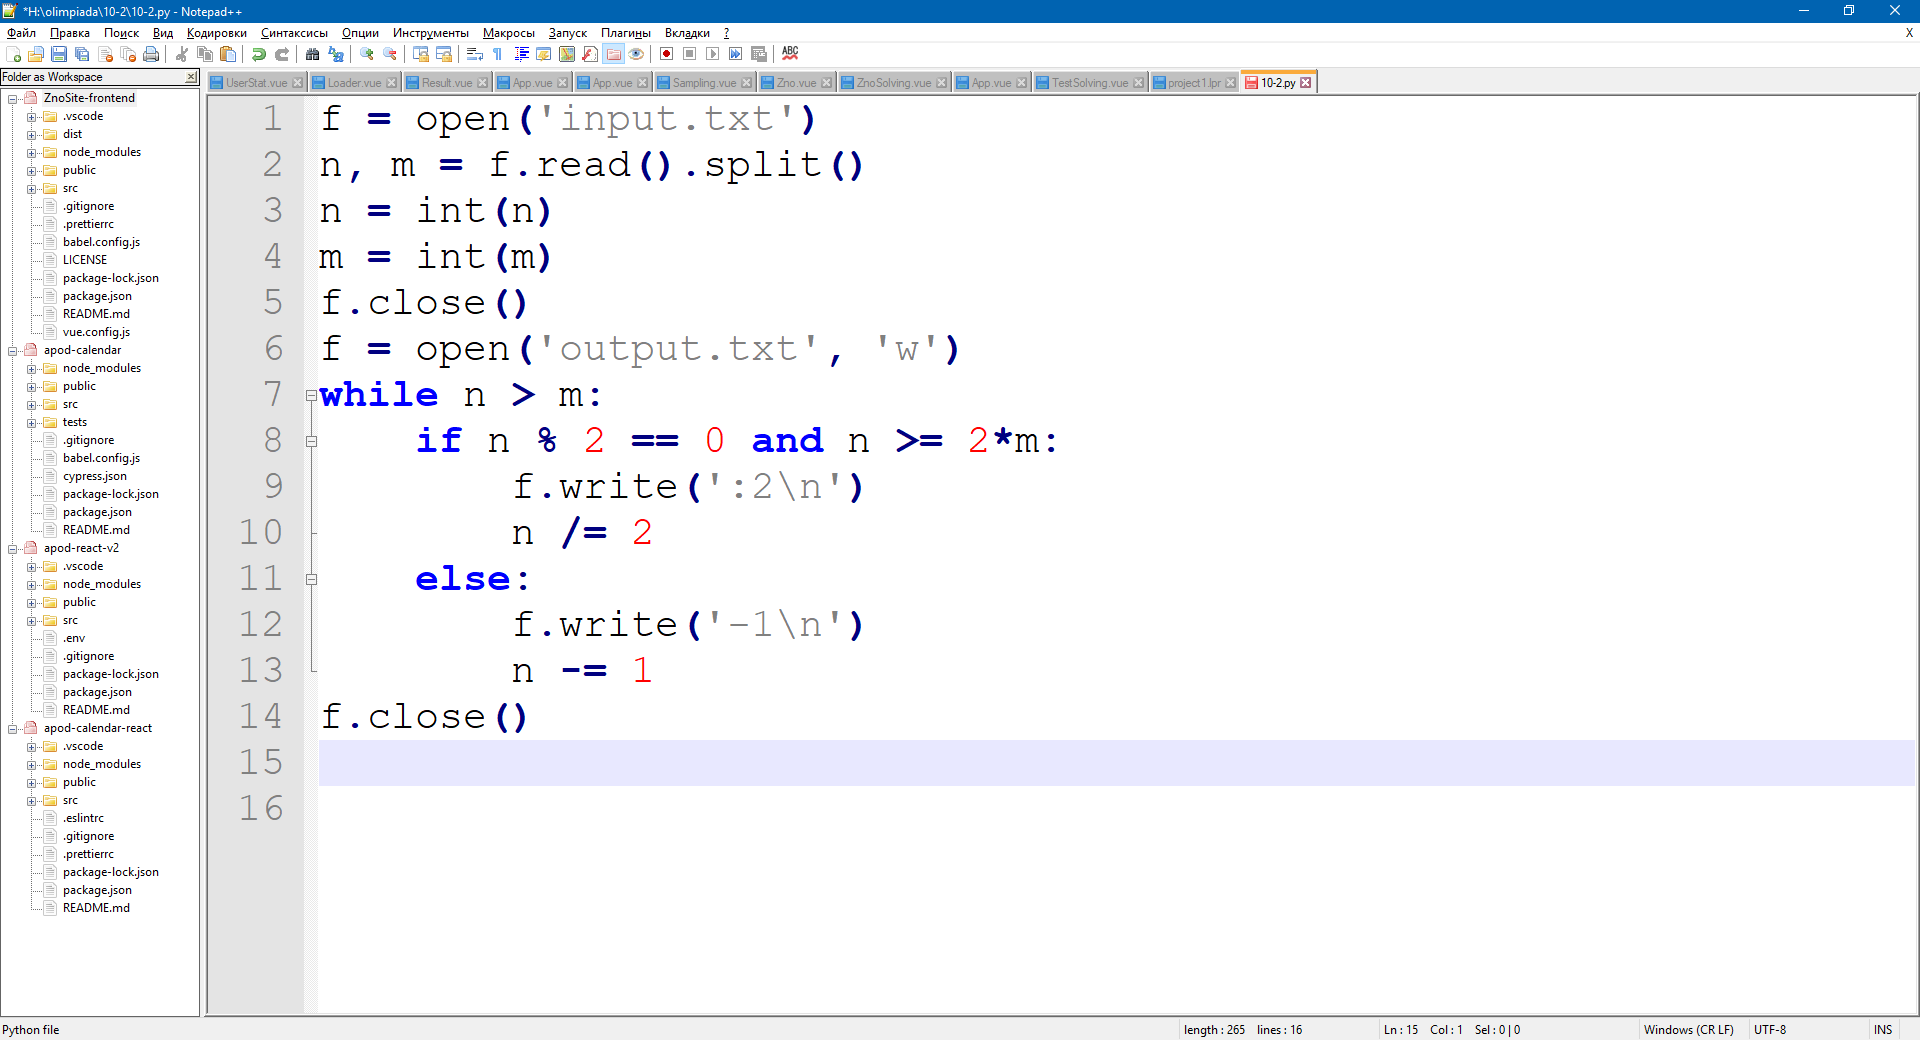 *H:\olimpiada\10-2\10-2.py - Notepad++
Файл Правка Поиск Вид Кодировки Синтаксисы Опции Инструменты Макросы Запуск Плагины Вкладки ? X
ABC
Folder as Workspace
UserStat.vue Loader.vue Result.vue App.vue App.vue Sampling.vue Zno.vue ZnoSolving.vue App.vue TestSolving.vue project1.lpr 10-2.py
ZnoSite-frontend
.vscode
dist
node_modules
public
src
.gitignore
.prettierrc
babel.config.js
LICENSE
package-lock.json
package.json
README.md
vue.config.js
apod-calendar
node_modules
public
src
tests
.gitignore
babel.config.js
cypress.json
package-lock.json
package.json
README.md
apod-react-v2
.vscode
node_modules
public
src
.env
.gitignore
package-lock.json
package.json
README.md
apod-calendar-react
.vscode
node_modules
public
src
.eslintrc
.gitignore
.prettierrc
package-lock.json
package.json
README.md
1 f = open('input.txt')
2 n, m = f.read().split()
3 n = int(n)
4 m = int(m)
5 f.close()
6 f = open('output.txt', 'w')
7 while n > m:
8     if n % 2 == 0 and n >= 2*m:
9         f.write(':2\n')
10         n /= 2
11     else:
12         f.write('-1\n')
13         n -= 1
14 f.close()
15
16
Python file length : 265 lines : 16 Ln : 15 Col : 1 Sel : 0 | 0 Windows (CR LF) UTF-8 INS